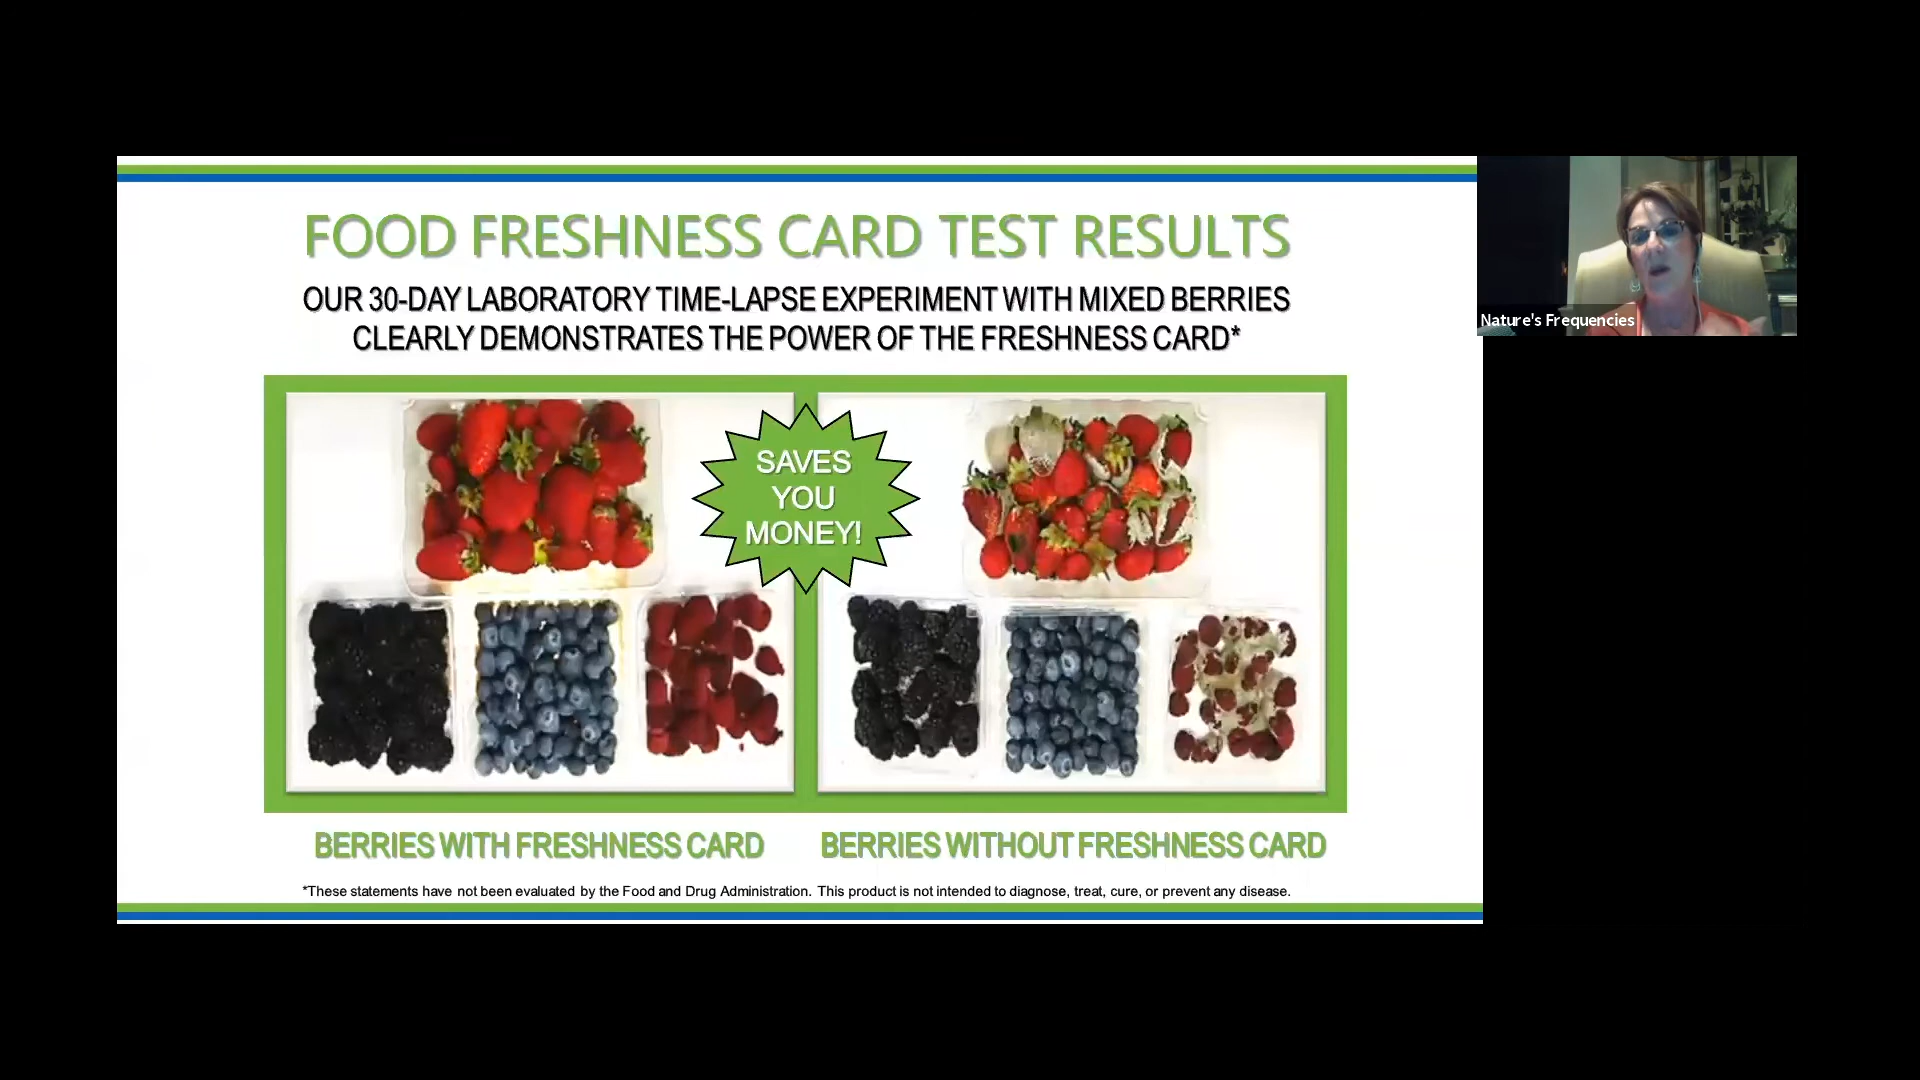 FOOD FRESHNESS CARD TEST RESULTS
OUR 30-DAY LABORATORY TIME-LAPSE EXPERIMENT WITH MIXED BERRIES
CLEARLY DEMONSTRATES THE POWER OF THE FRESHNESS CARD*
Nature's Frequencies
SAVES
YOU
MONEY!
BERRIES WITH FRESHNESS CARD
BERRIES WITHOUT FRESHNESS CARD
*These statements have not been evaluated by the Food and Drug Administration. This product is not intended to diagnose, treat, cure, or prevent any disease.